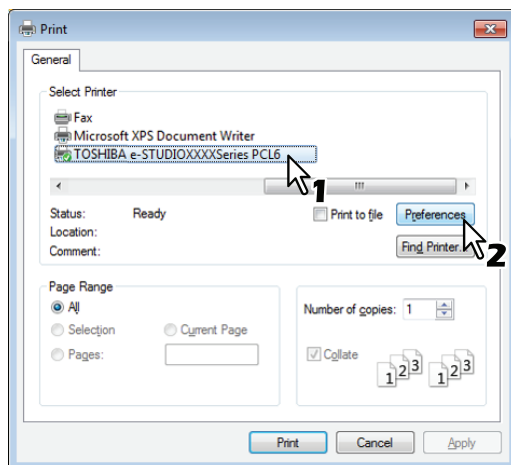 Print
General
Select Printer
Fax
Microsoft XPS Document Writer
TOSHIBA e-STUDIOXXXXSeries PCL6
1
Status: Ready
Print to file
Preferences
Location:
Comment:
Find Printer...
2
Page Range
All
Selection
Current Page
Pages:
Number of copies: 1
Collate
1 2 3 1 2 3
Print
Cancel
Apply